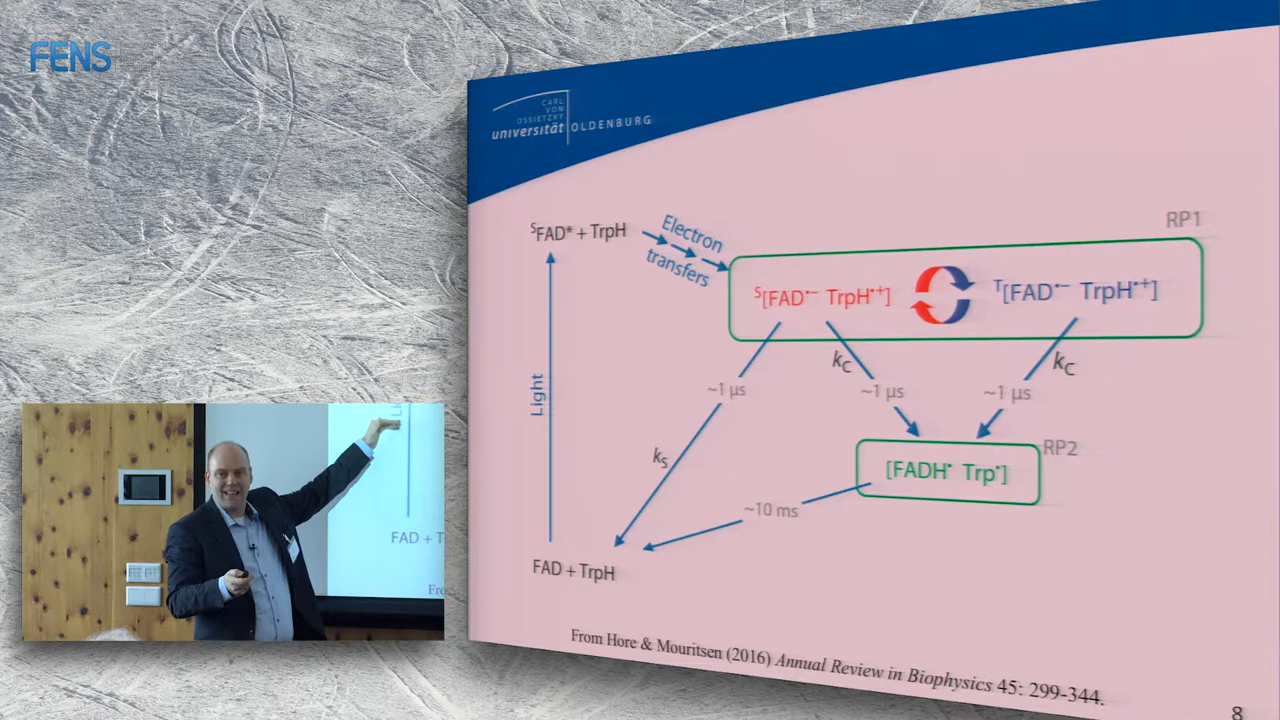 FENS
CARL
VON
OSSIETZKY
universität OLDENBURG
RP1
ˢFAD* + TrpH
Electron
transfers
ˢ[FAD•− TrpH•+]
ᵀ[FAD•− TrpH•+]
kC
kC
~1 µs
~1 µs
~1 µs
Light
kS
RP2
[FADH• Trp•]
~10 ms
FAD + TrpH
From Hore & Mouritsen (2016) Annual Review in Biophysics 45: 299-344.
8
FAD + T